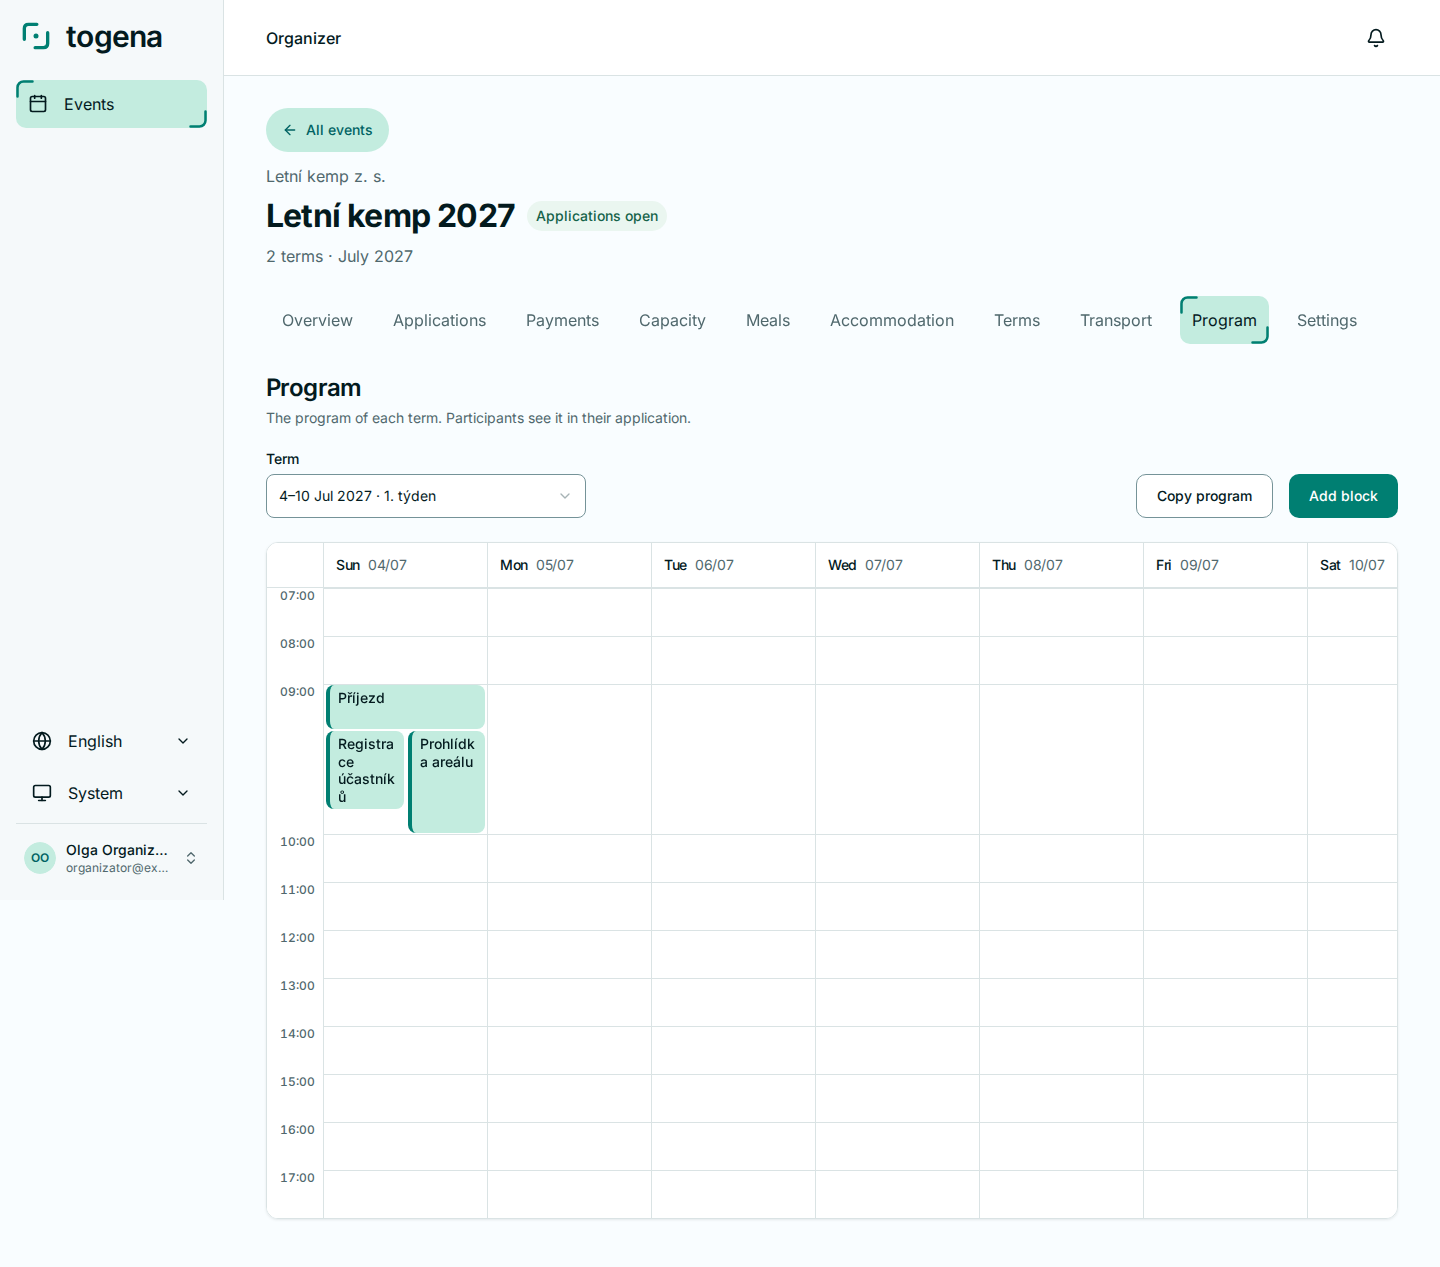 togena
Organizer
Events
All events
Letní kemp z. s.
Letní kemp 2027 Applications open
2 terms · July 2027
Overview Applications Payments Capacity Meals Accommodation Terms Transport Program Settings
Program
The program of each term. Participants see it in their application.
Term
4–10 Jul 2027 · 1. týden
Copy program
Add block
Sun 04/07 Mon 05/07 Tue 06/07 Wed 07/07 Thu 08/07 Fri 09/07 Sat 10/07
07:00
08:00
09:00
Příjezd
Registra
ce
účastník
ů
Prohlídk
a areálu
10:00
11:00
12:00
13:00
14:00
15:00
16:00
17:00
English
System
OO
Olga Organiz...
organizator@ex...